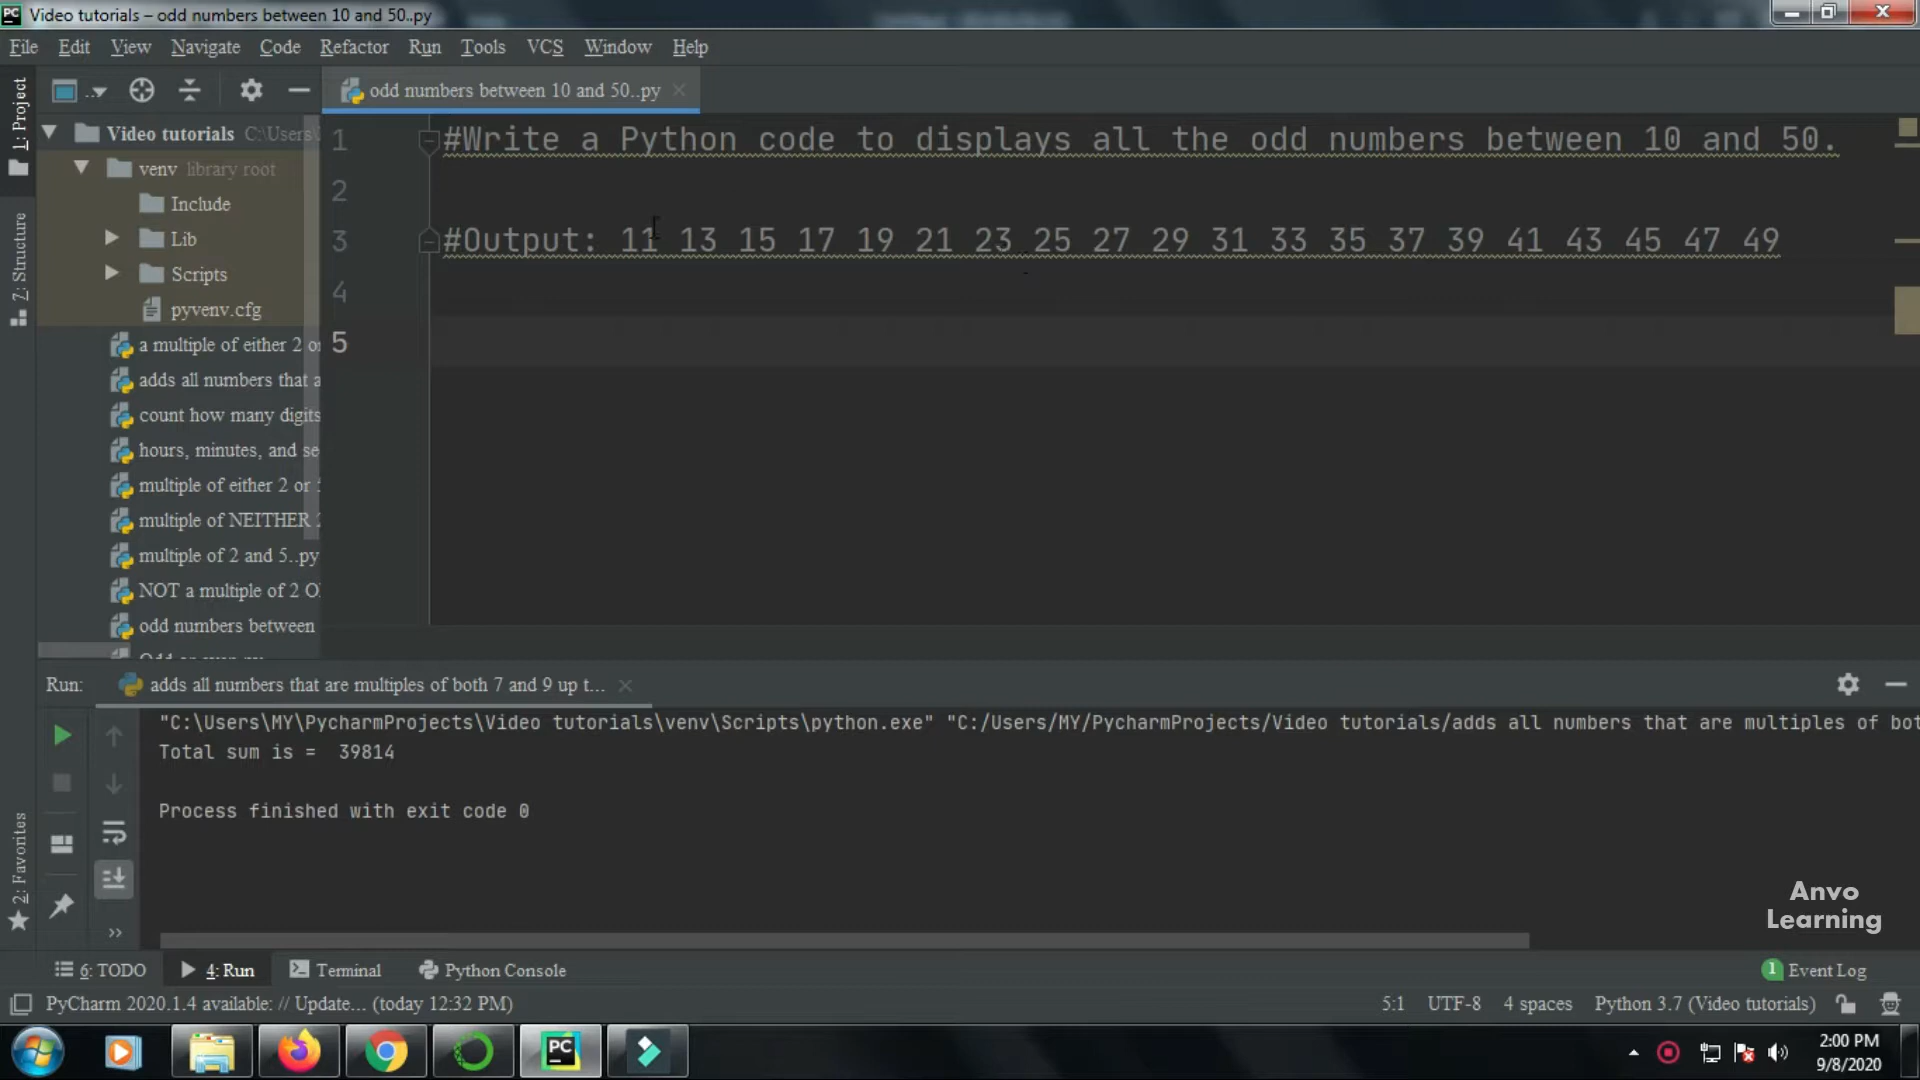 Video tutorials – odd numbers between 10 and 50..py
File Edit View Navigate Code Refactor Run Tools VCS Window Help
odd numbers between 10 and 50..py
1: Project
7: Structure
2: Favorites
Video tutorials C:\Users\
venv library root
Include
Lib
Scripts
pyvenv.cfg
a multiple of either 2 or
adds all numbers that a
count how many digits
hours, minutes, and se
multiple of either 2 or 5
multiple of NEITHER 2
multiple of 2 and 5..py
NOT a multiple of 2 O
odd numbers between
1 #Write a Python code to displays all the odd numbers between 10 and 50.
2
3 #Output: 11 13 15 17 19 21 23 25 27 29 31 33 35 37 39 41 43 45 47 49
4
5
Run: adds all numbers that are multiples of both 7 and 9 up t...
"C:\Users\MY\PycharmProjects\Video tutorials\venv\Scripts\python.exe" "C:/Users/MY/PycharmProjects/Video tutorials/adds all numbers that are multiples of bot
Total sum is =  39814
Process finished with exit code 0
Anvo
Learning
6: TODO 4: Run Terminal Python Console 1 Event Log
PyCharm 2020.1.4 available: // Update... (today 12:32 PM) 5:1 UTF-8 4 spaces Python 3.7 (Video tutorials)
PC
2:00 PM
9/8/2020